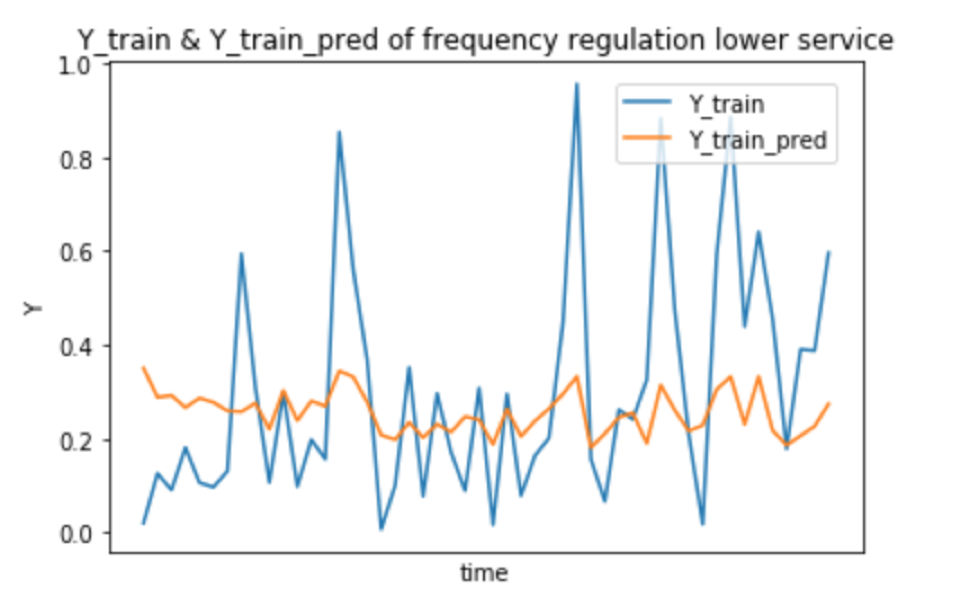 Y_train & Y_train_pred of frequency regulation lower service
1.0
Y_train
Y_train_pred
0.8
0.6
Y
0.4
0.2
0.0
time